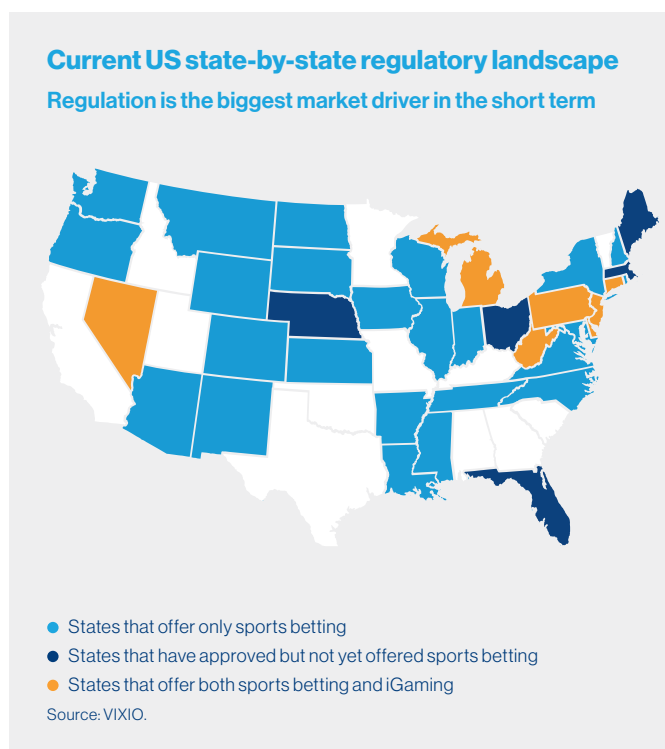 Current US state-by-state regulatory landscape
Regulation is the biggest market driver in the short term
States that offer only sports betting
States that have approved but not yet offered sports betting
States that offer both sports betting and iGaming
Source: VIXIO.